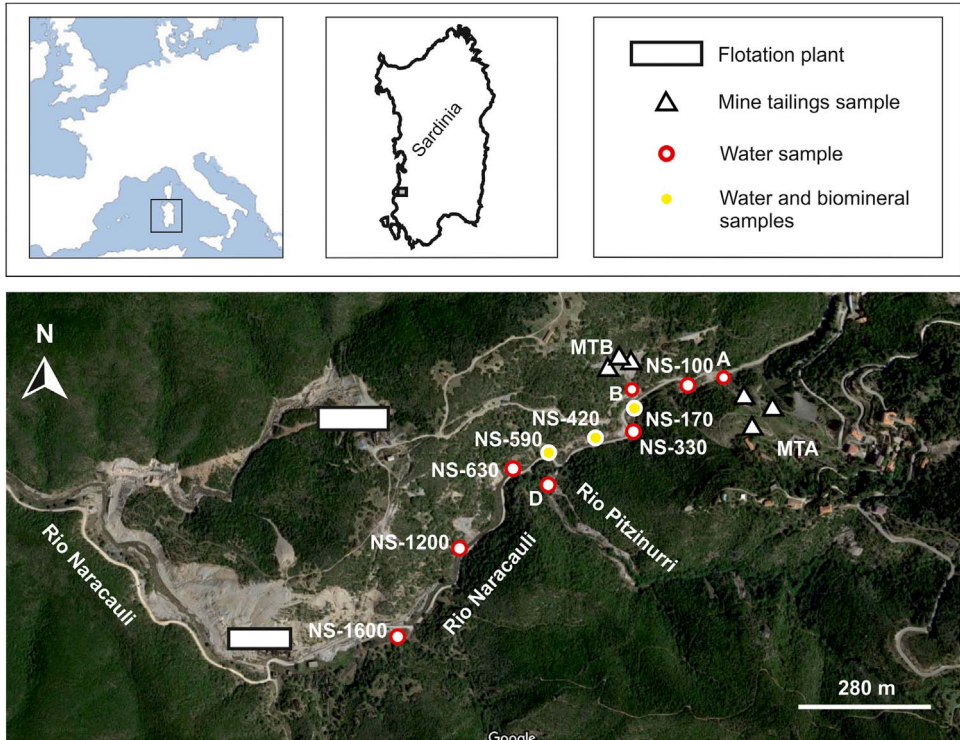 Sardinia
Flotation plant
Mine tailings sample
Water sample
Water and biomineral
samples
N
MTB
NS-100
A
B
NS-170
NS-420
NS-330
MTA
NS-590
NS-630
D
Rio Pitzinurri
NS-1200
Rio Naracauli
Rio Naracauli
NS-1600
280 m
Google